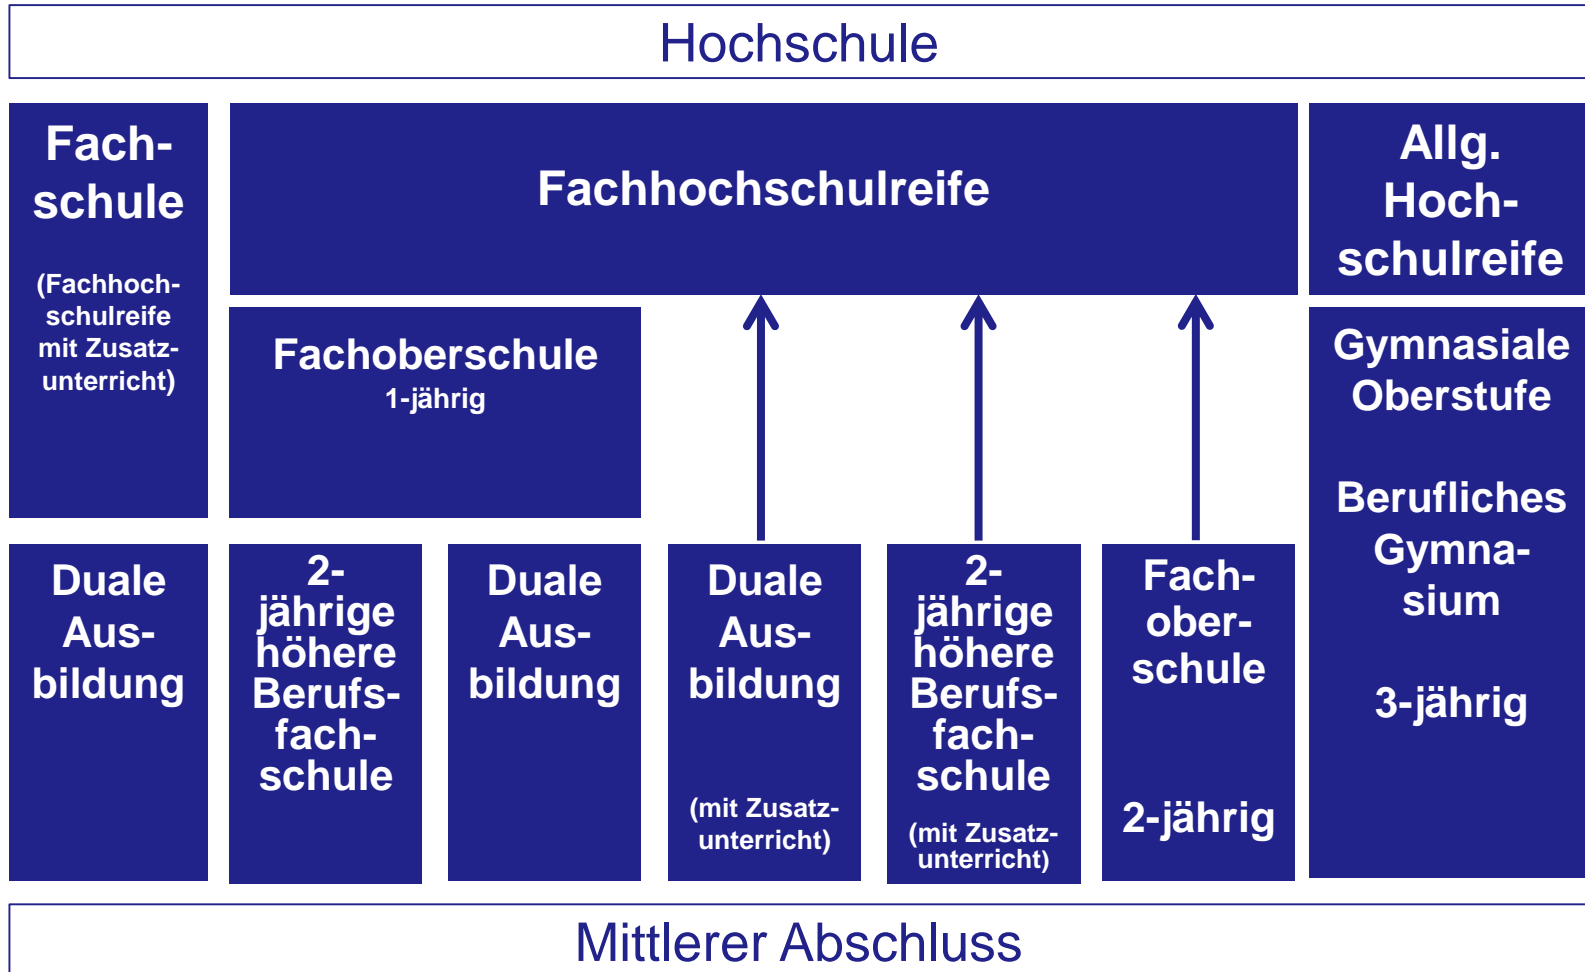 Hochschule
Fach-
schule
(Fachhoch-
schulreife
mit Zusatz-
unterricht)
Fachhochschulreife
Allg.
Hoch-
schulreife
Fachoberschule
1-jährig
Gymnasiale
Oberstufe
Berufliches
Gymna-
sium
3-jährig
Duale
Aus-
bildung
2-
jährige
höhere
Berufs-
fach-
schule
Duale
Aus-
bildung
Duale
Aus-
bildung
(mit Zusatz-
unterricht)
2-
jährige
höhere
Berufs-
fach-
schule
(mit Zusatz-
unterricht)
Fach-
ober-
schule
2-jährig
Mittlerer Abschluss